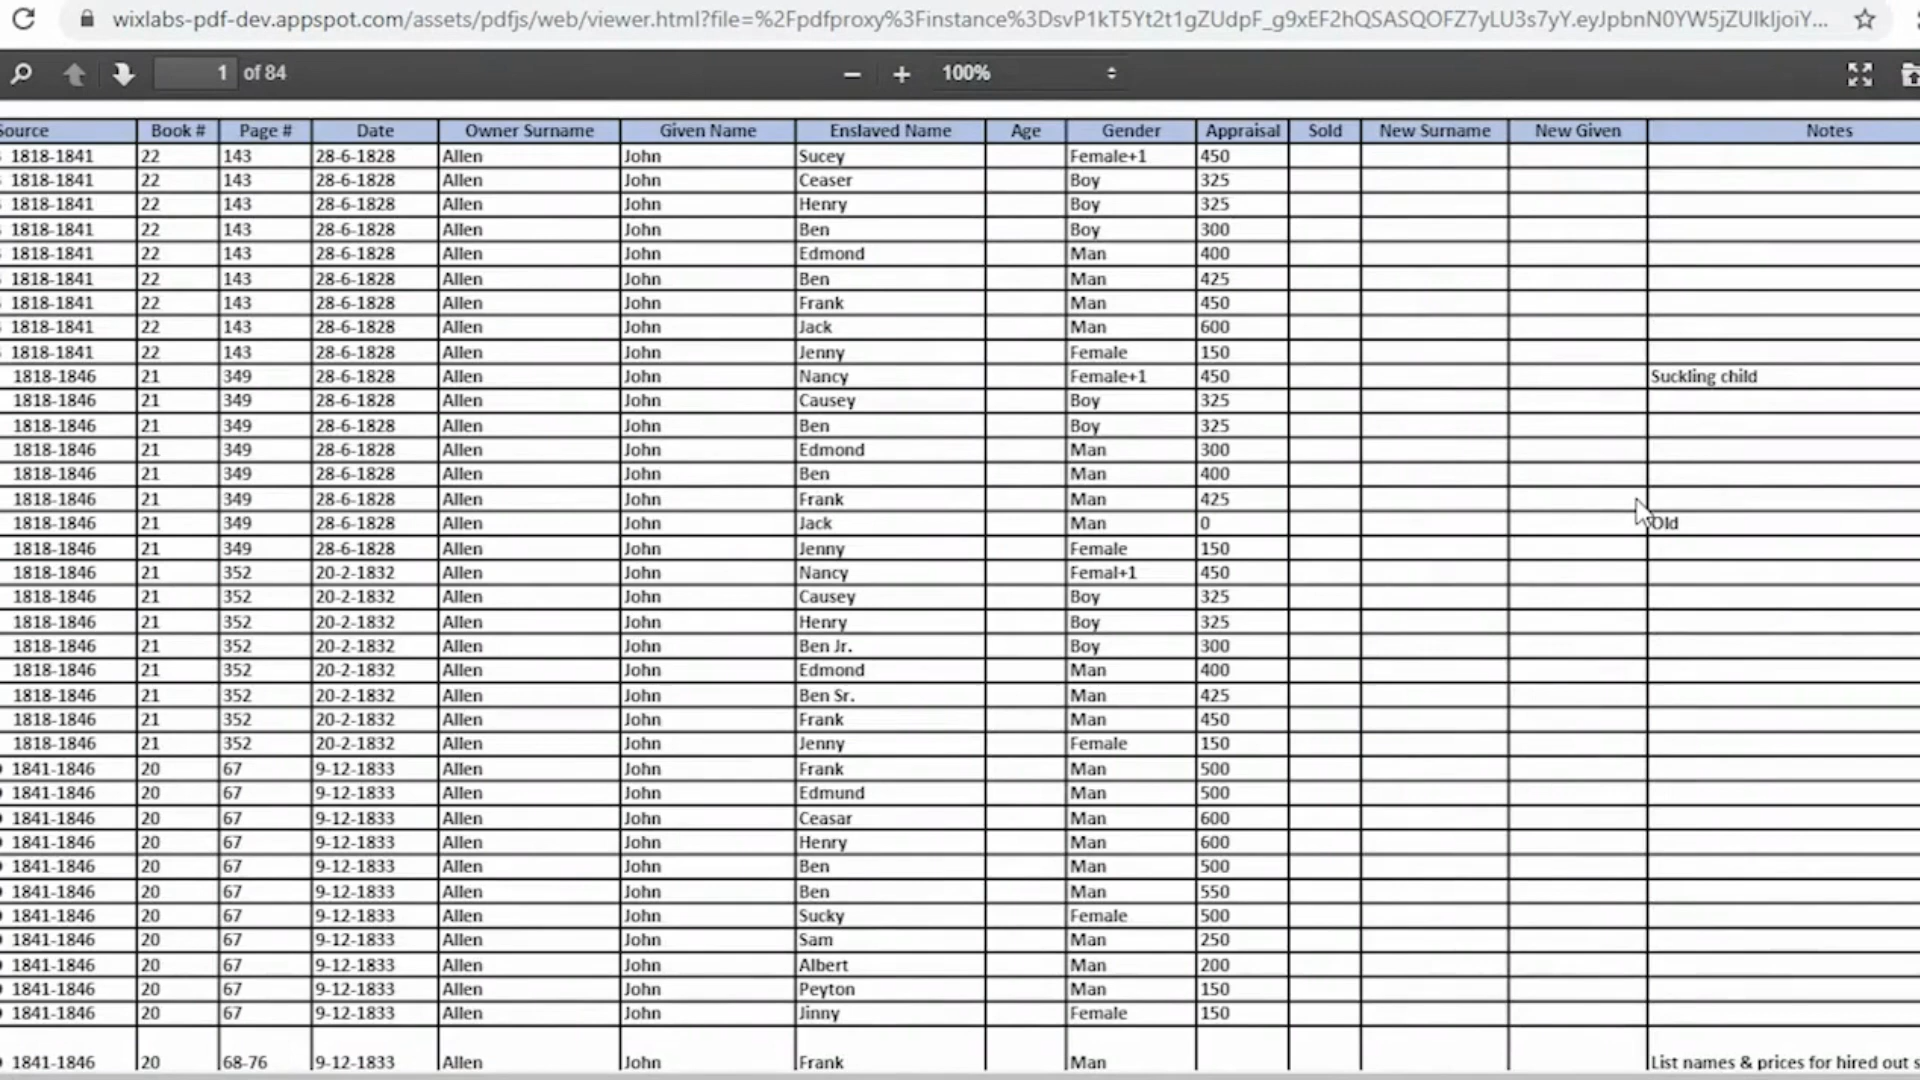 wixlabs-pdf-dev.appspot.com/assets/pdfjs/web/viewer.html?file=%2Fpdfproxy%3Finstance%3DsvP1kT5Yt2t1gZUdpF_g9xEF2hQSASQOFZ7yLU3s7yY.eyJpbnN0YW5jZUlkIjoiY...
1 of 84 100%
Source Book # Page # Date Owner Surname Given Name Enslaved Name Age Gender Appraisal Sold New Surname New Given Notes
1818-1841 22 143 28-6-1828 Allen John Sucey Female+1 450
1818-1841 22 143 28-6-1828 Allen John Ceaser Boy 325
1818-1841 22 143 28-6-1828 Allen John Henry Boy 325
1818-1841 22 143 28-6-1828 Allen John Ben Boy 300
1818-1841 22 143 28-6-1828 Allen John Edmond Man 400
1818-1841 22 143 28-6-1828 Allen John Ben Man 425
1818-1841 22 143 28-6-1828 Allen John Frank Man 450
1818-1841 22 143 28-6-1828 Allen John Jack Man 600
1818-1841 22 143 28-6-1828 Allen John Jenny Female 150
1818-1846 21 349 28-6-1828 Allen John Nancy Female+1 450 Suckling child
1818-1846 21 349 28-6-1828 Allen John Causey Boy 325
1818-1846 21 349 28-6-1828 Allen John Ben Boy 325
1818-1846 21 349 28-6-1828 Allen John Edmond Man 300
1818-1846 21 349 28-6-1828 Allen John Ben Man 400
1818-1846 21 349 28-6-1828 Allen John Frank Man 425
1818-1846 21 349 28-6-1828 Allen John Jack Man 0 Old
1818-1846 21 349 28-6-1828 Allen John Jenny Female 150
1818-1846 21 352 20-2-1832 Allen John Nancy Femal+1 450
1818-1846 21 352 20-2-1832 Allen John Causey Boy 325
1818-1846 21 352 20-2-1832 Allen John Henry Boy 325
1818-1846 21 352 20-2-1832 Allen John Ben Jr. Boy 300
1818-1846 21 352 20-2-1832 Allen John Edmond Man 400
1818-1846 21 352 20-2-1832 Allen John Ben Sr. Man 425
1818-1846 21 352 20-2-1832 Allen John Frank Man 450
1818-1846 21 352 20-2-1832 Allen John Jenny Female 150
1841-1846 20 67 9-12-1833 Allen John Frank Man 500
1841-1846 20 67 9-12-1833 Allen John Edmund Man 500
1841-1846 20 67 9-12-1833 Allen John Ceasar Man 600
1841-1846 20 67 9-12-1833 Allen John Henry Man 600
1841-1846 20 67 9-12-1833 Allen John Ben Man 500
1841-1846 20 67 9-12-1833 Allen John Ben Man 550
1841-1846 20 67 9-12-1833 Allen John Sucky Female 500
1841-1846 20 67 9-12-1833 Allen John Sam Man 250
1841-1846 20 67 9-12-1833 Allen John Albert Man 200
1841-1846 20 67 9-12-1833 Allen John Peyton Man 150
1841-1846 20 67 9-12-1833 Allen John Jinny Female 150
1841-1846 20 68-76 9-12-1833 Allen John Frank Man List names & prices for hired out